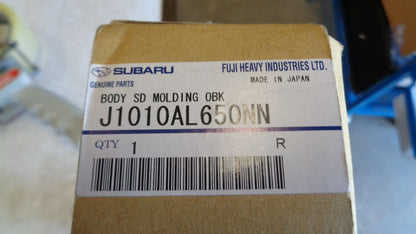 SUBARU FUJI HEAVY INDUSTRIES LTD.
GENUINE PARTS MADE IN JAPAN
BODY SD MOLDING OBK
J1010AL650NN
QTY 1 R